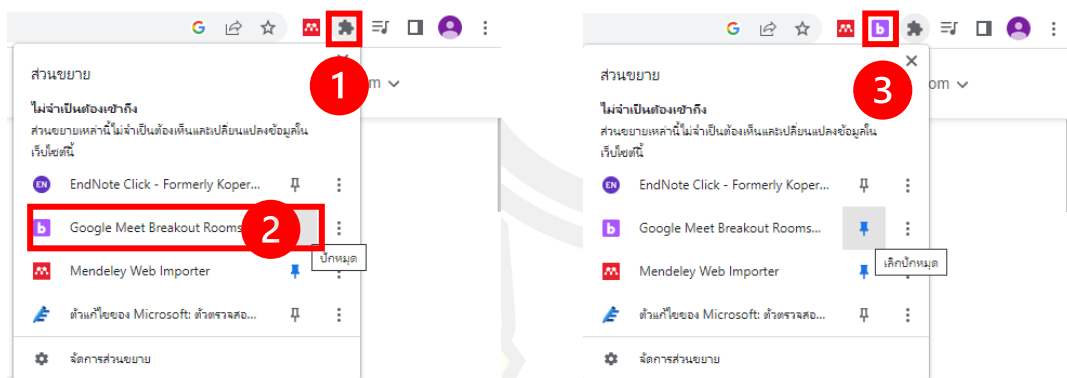 1
m
ส่วนขยาย
ไม่จำเป็นต้องเข้าถึง
ส่วนขยายเหล่านี้ไม่จำเป็นต้องเห็นและเปลี่ยนแปลงข้อมูลใน
เว็บไซต์นี้
EN EndNote Click - Formerly Koper...
b Google Meet Breakout Rooms
2
ปักหมุด
Mendeley Web Importer
ตัวแก้ไขของ Microsoft: ตัวตรวจสอ...
จัดการส่วนขยาย
b
3
om
ส่วนขยาย
ไม่จำเป็นต้องเข้าถึง
ส่วนขยายเหล่านี้ไม่จำเป็นต้องเห็นและเปลี่ยนแปลงข้อมูลใน
เว็บไซต์นี้
EN EndNote Click - Formerly Koper...
b Google Meet Breakout Rooms...
เลิกปักหมุด
Mendeley Web Importer
ตัวแก้ไขของ Microsoft: ตัวตรวจสอ...
จัดการส่วนขยาย